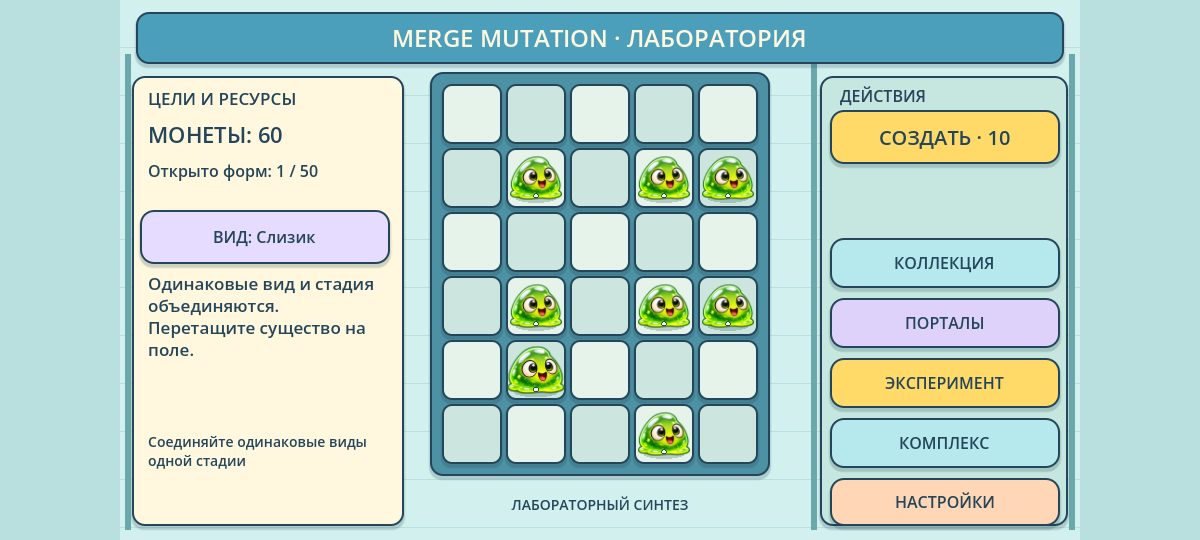 MERGE MUTATION · ЛАБОРАТОРИЯ
ЦЕЛИ И РЕСУРСЫ
МОНЕТЫ: 60
Открыто форм: 1 / 50
ВИД: Слизик
Одинаковые вид и стадия
объединяются.
Перетащите существо на
поле.
Соединяйте одинаковые виды
одной стадии
ЛАБОРАТОРНЫЙ СИНТЕЗ
ДЕЙСТВИЯ
СОЗДАТЬ · 10
КОЛЛЕКЦИЯ
ПОРТАЛЫ
ЭКСПЕРИМЕНТ
КОМПЛЕКС
НАСТРОЙКИ